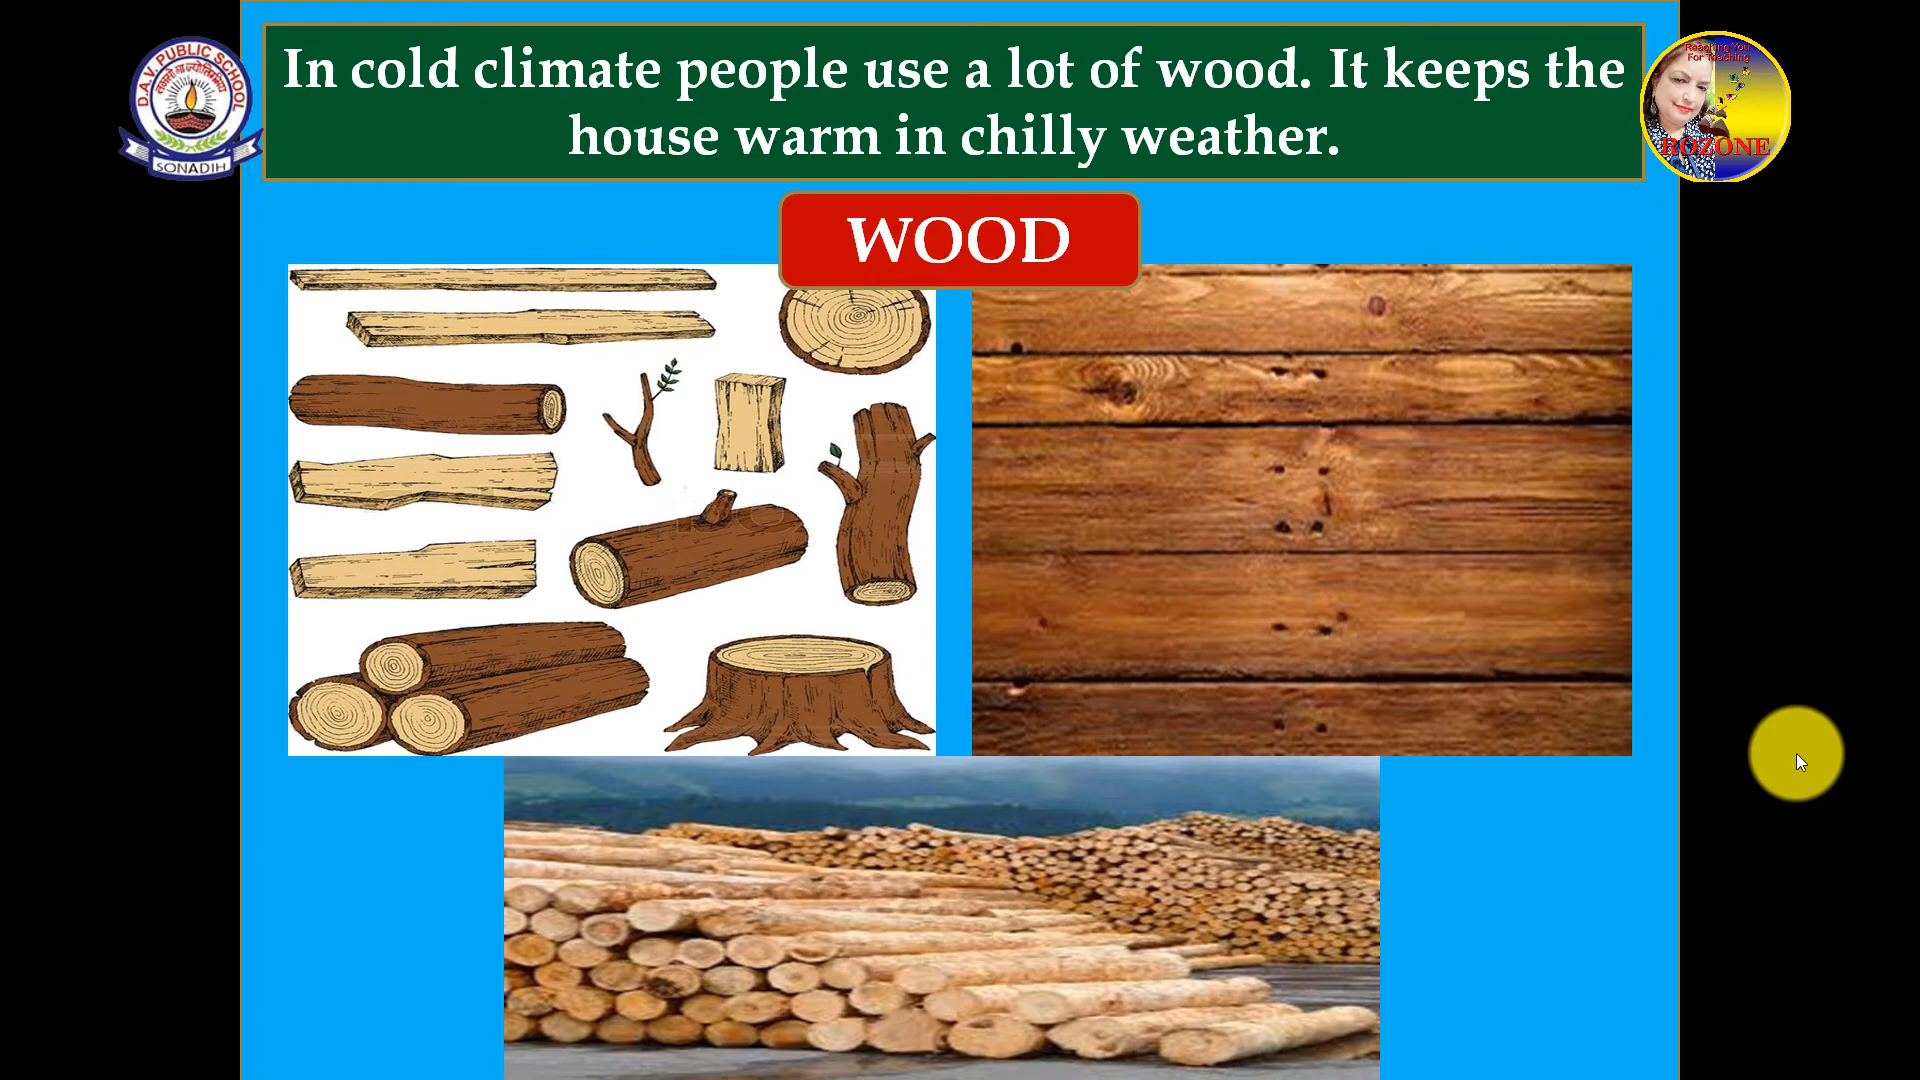 In cold climate people use a lot of wood. It keeps the
house warm in chilly weather.
WOOD
D.A.V. PUBLIC SCHOOL
SONADIH
Reaching You
For Teaching
ROZONE